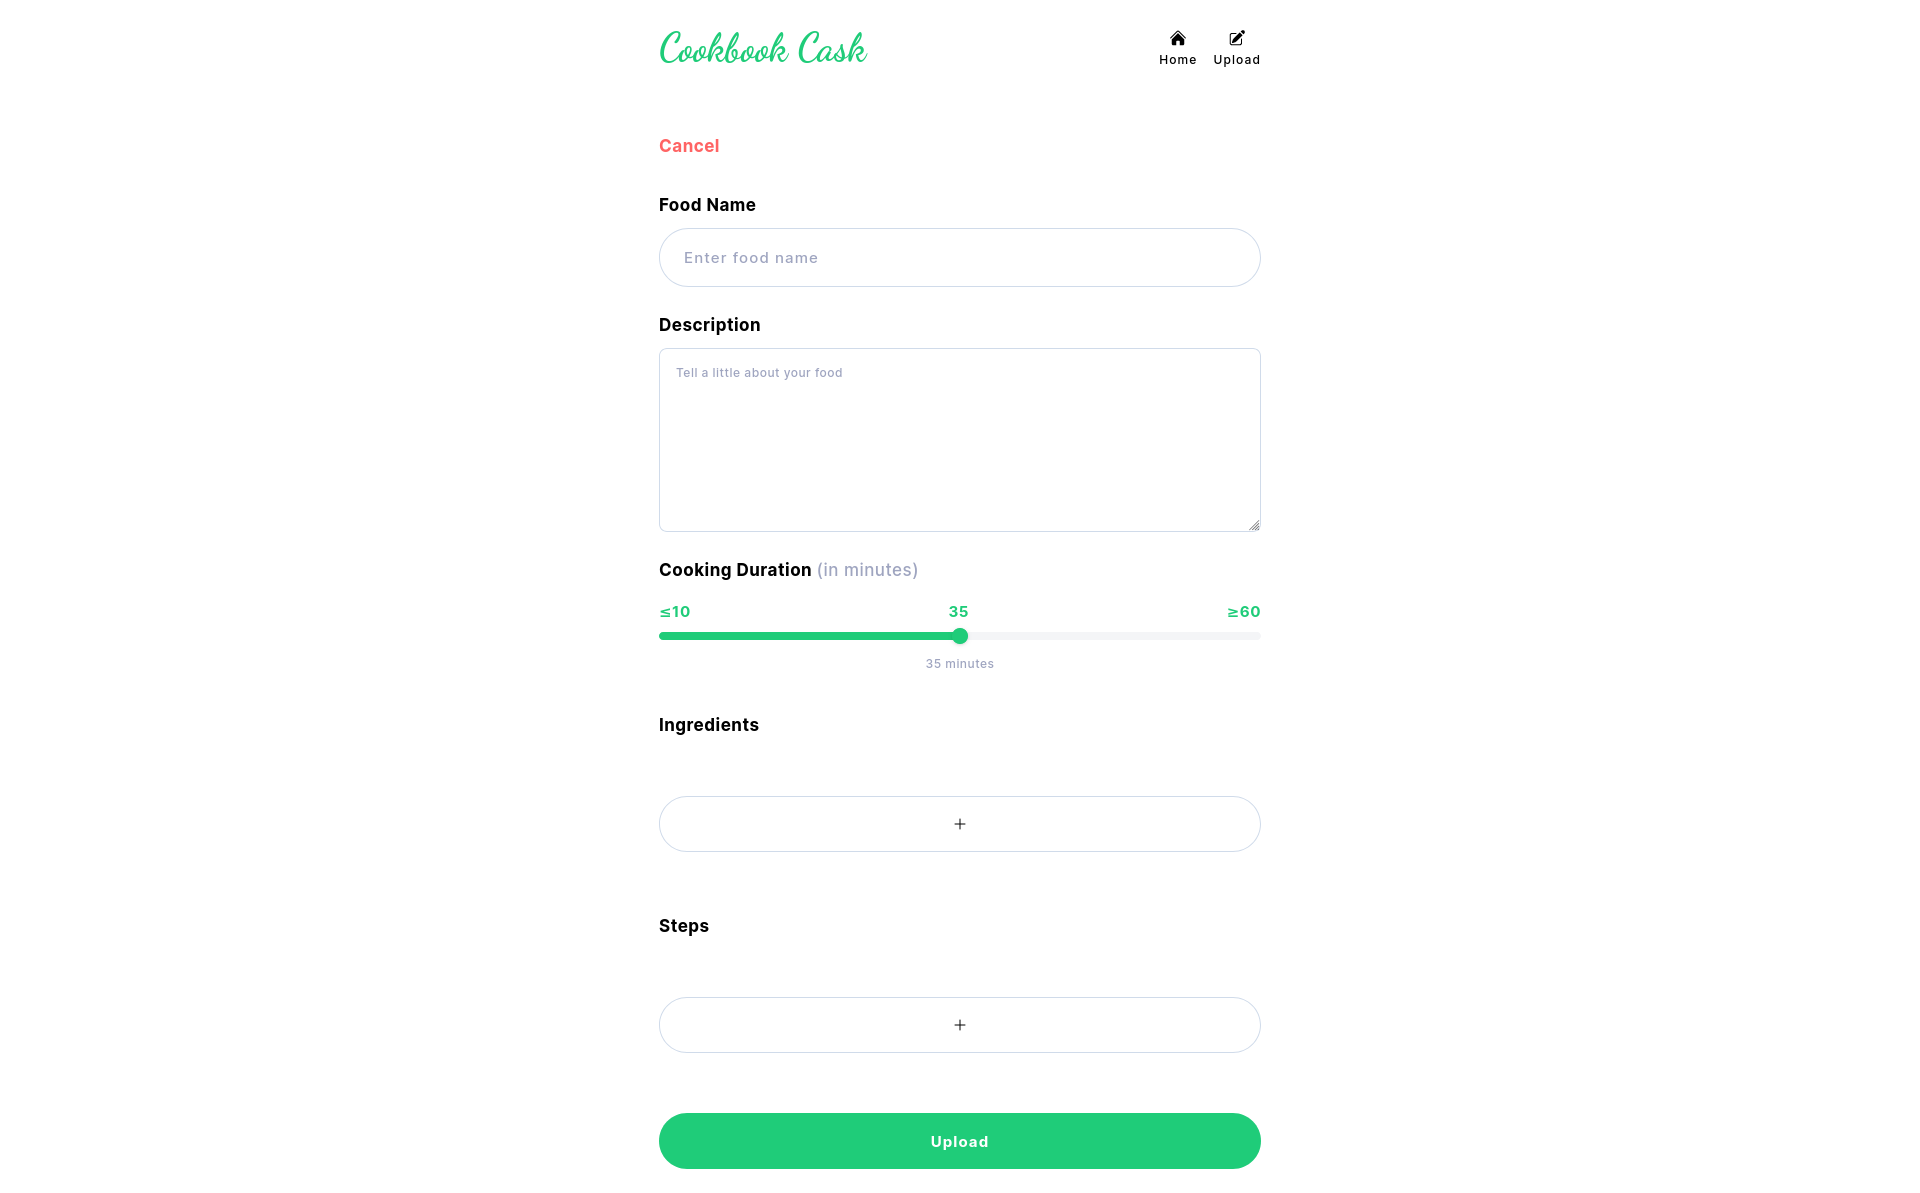 Cookbook Cask
Home
Upload
Cancel
Food Name
Enter food name
Description
Tell a little about your food
Cooking Duration (in minutes)
≤10 35 ≥60
35 minutes
Ingredients
+
Steps
+
Upload